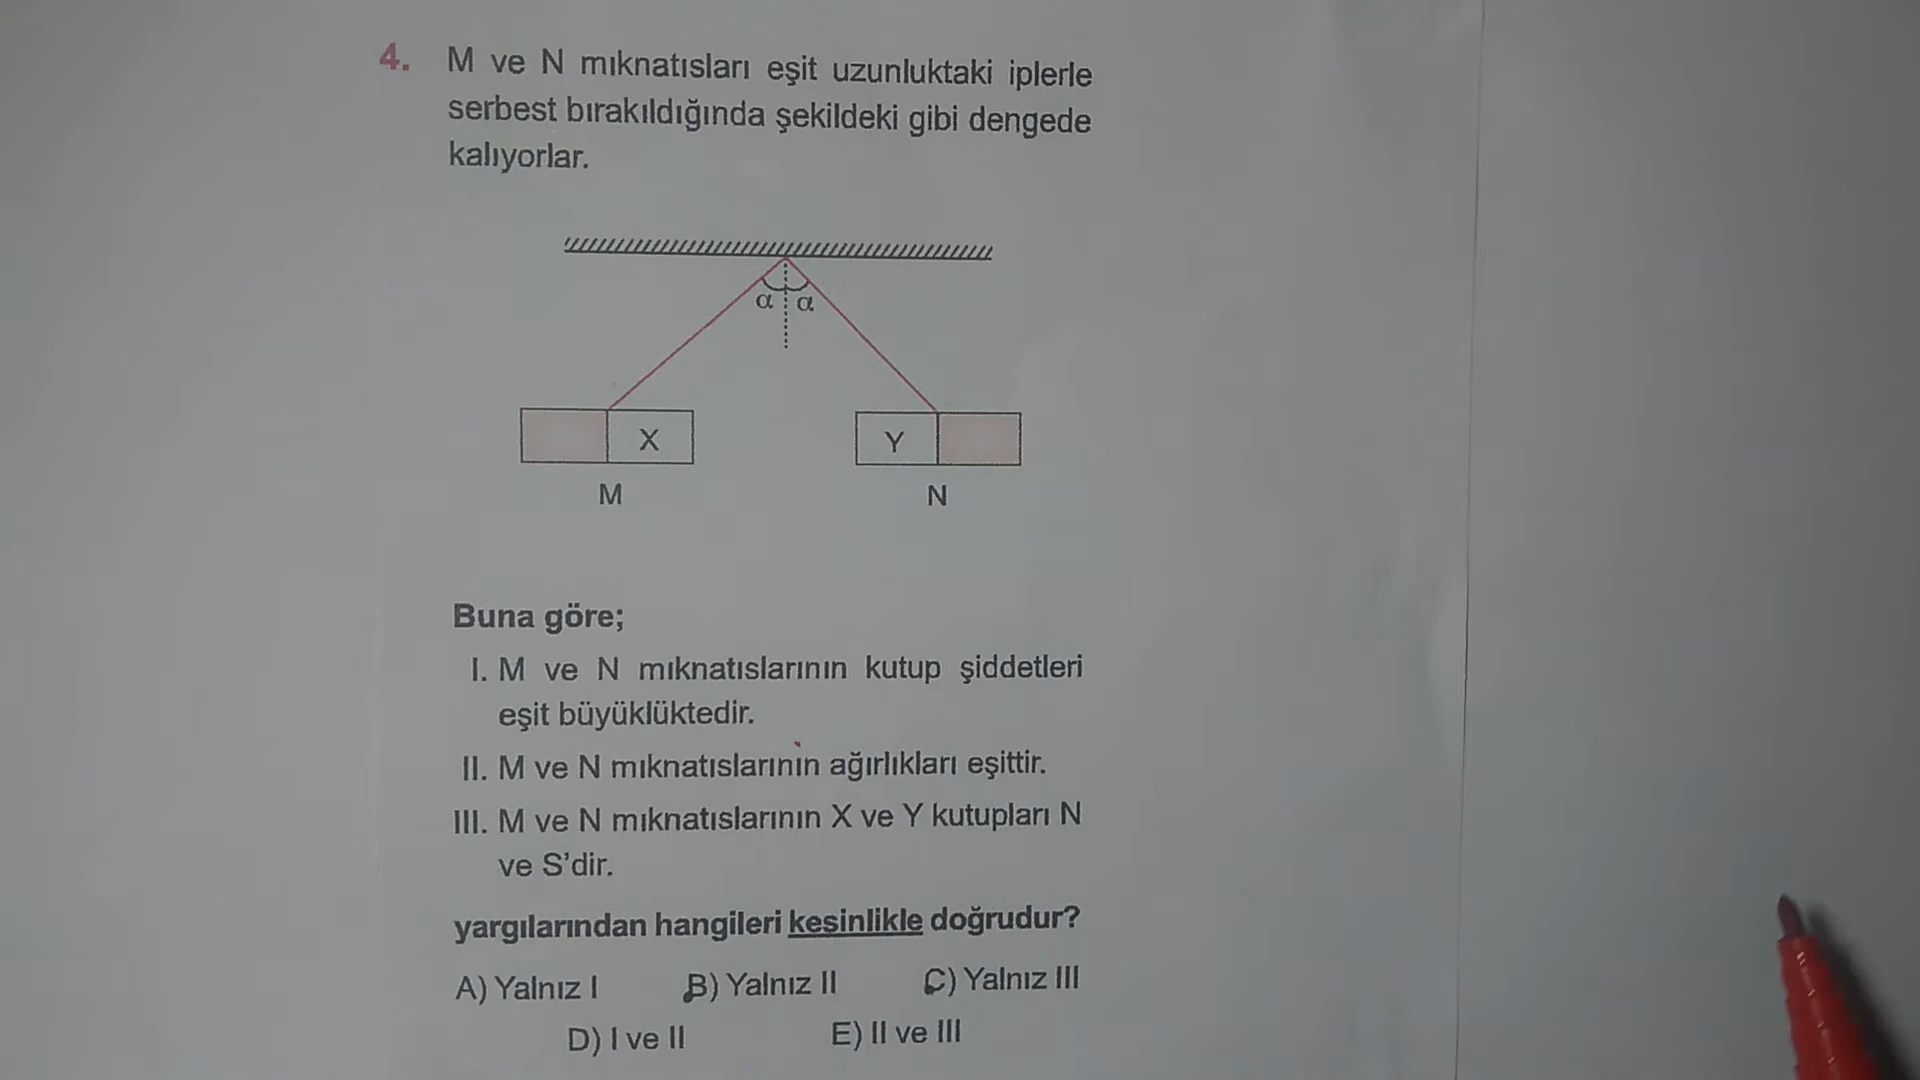 4. M ve N mıknatısları eşit uzunluktaki iplerle
serbest bırakıldığında şekildeki gibi dengede
kalıyorlar.
α α
X Y
M N
Buna göre;
I. M ve N mıknatıslarının kutup şiddetleri
eşit büyüklüktedir.
II. M ve N mıknatıslarının ağırlıkları eşittir.
III. M ve N mıknatıslarının X ve Y kutupları N
ve S'dir.
yargılarından hangileri kesinlikle doğrudur?
A) Yalnız I B) Yalnız II C) Yalnız III
D) I ve II E) II ve III